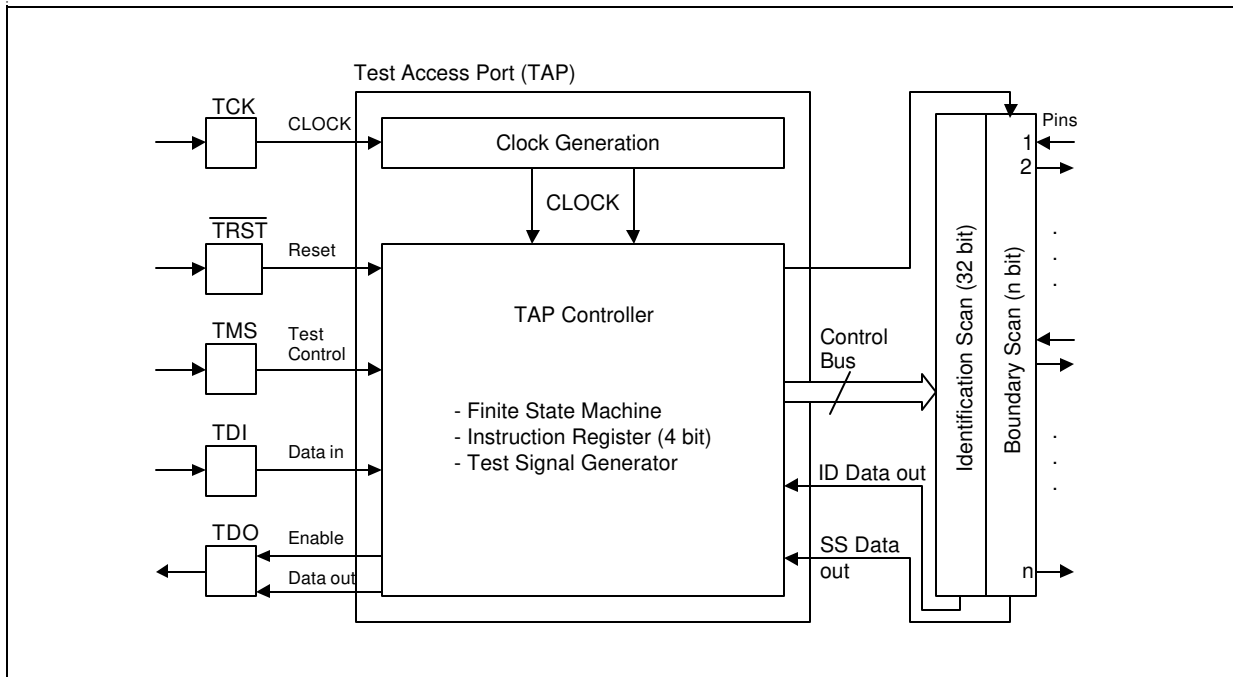 Test Access Port (TAP)
TCK
CLOCK
Clock Generation
CLOCK
TRST
Reset
TMS
Test
Control
TDI
Data in
TDO
Enable
Data out
TAP Controller
- Finite State Machine
- Instruction Register (4 bit)
- Test Signal Generator
Control
Bus
ID Data out
SS Data
out
Identification Scan (32 bit)
Boundary Scan (n bit)
Pins
1
2
.
.
.
.
.
.
n